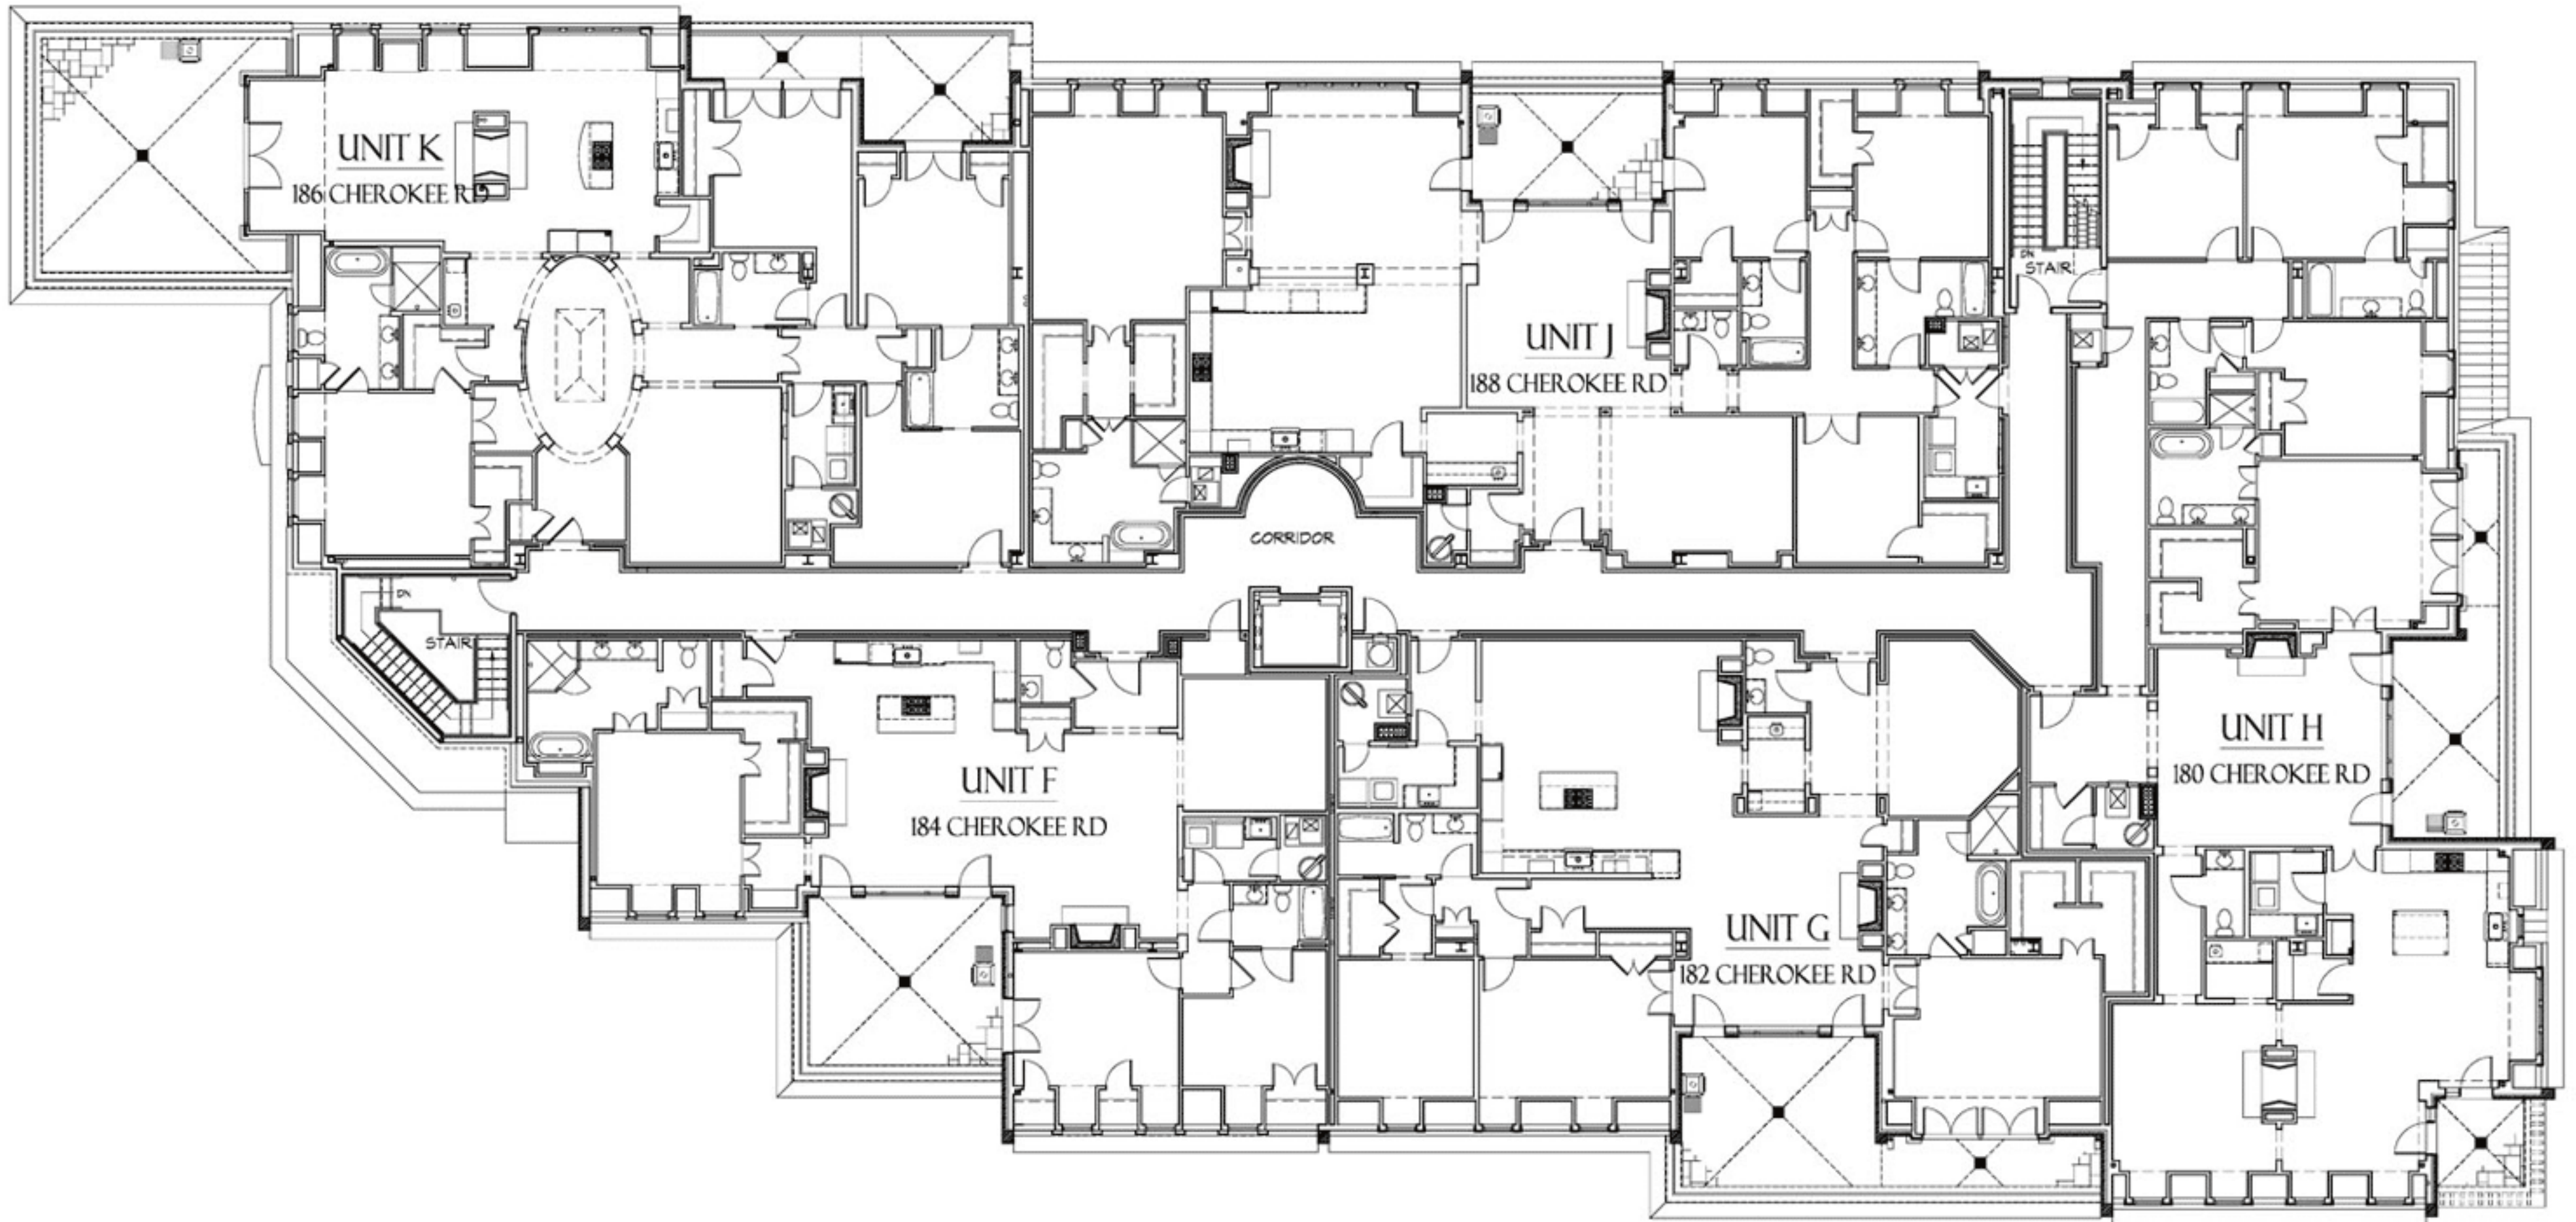 UNIT K
186 CHEROKEE RD
UNIT J
188 CHEROKEE RD
DN
STAIR
CORRIDOR
DN
STAIR
UNIT F
184 CHEROKEE RD
UNIT G
182 CHEROKEE RD
UNIT H
180 CHEROKEE RD